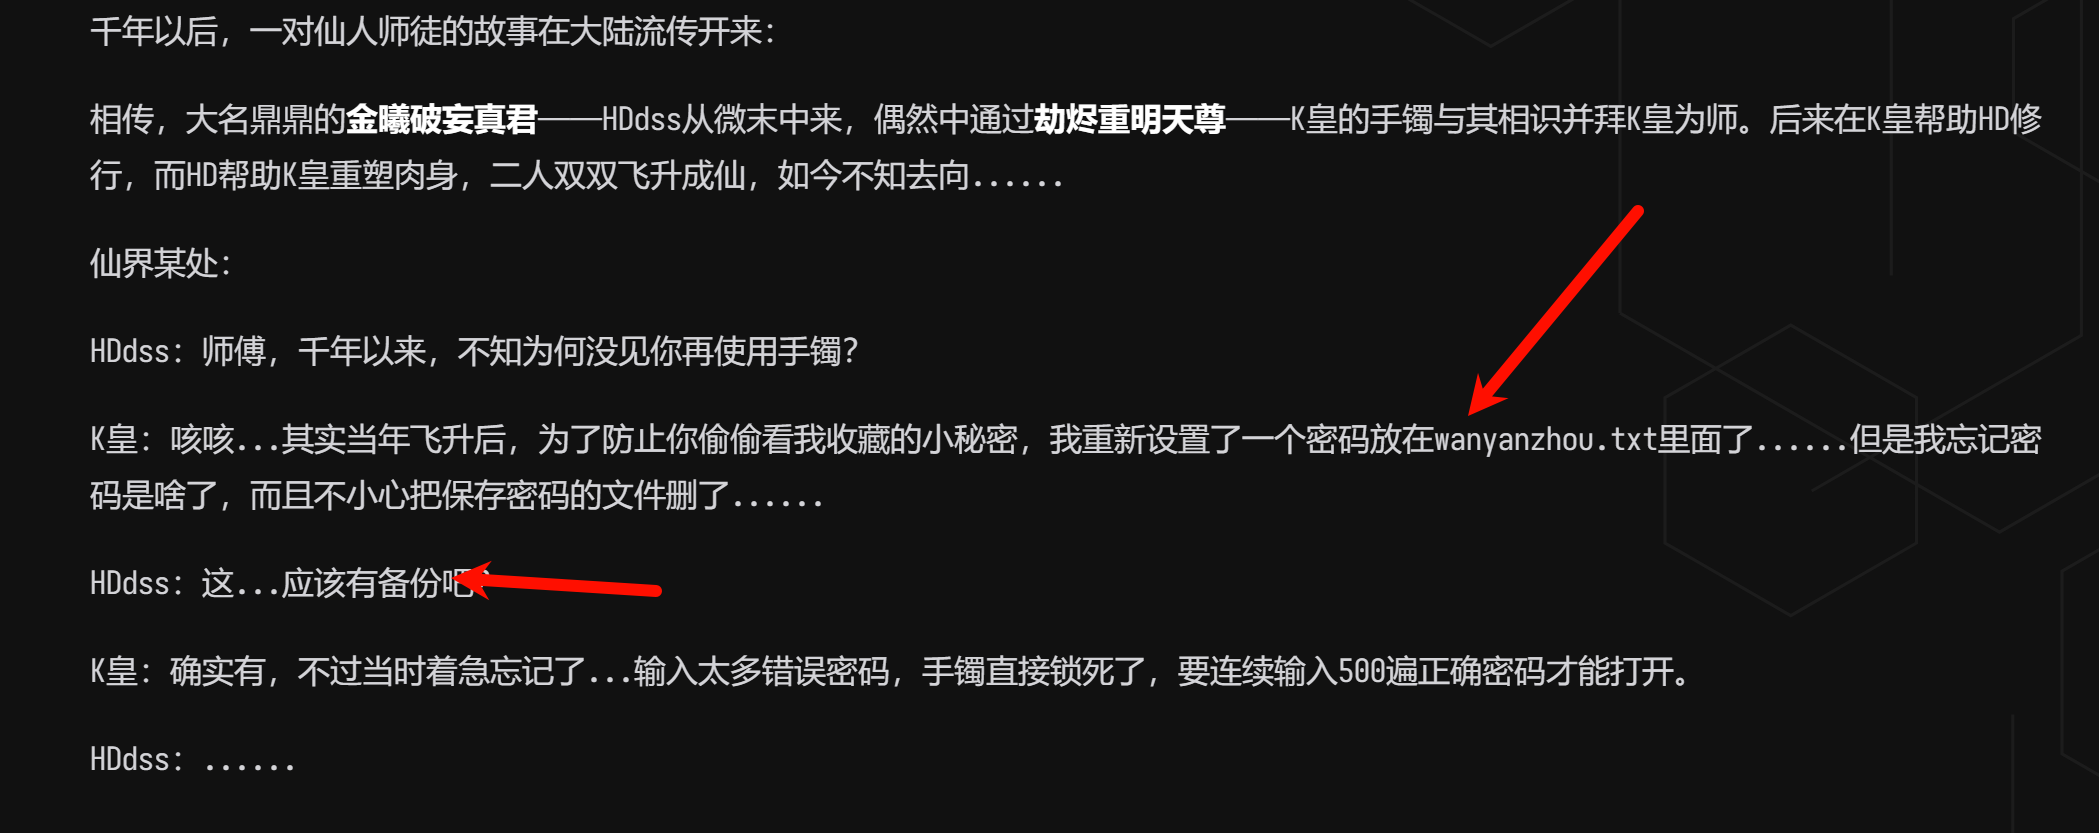 千年以后，一对仙人师徒的故事在大陆流传开来：
相传，大名鼎鼎的金曦破妄真君——HDdss从微末中来，偶然中通过劫烬重明天尊——K皇的手镯与其相识并拜K皇为师。后来在K皇帮助HD修
行，而HD帮助K皇重塑肉身，二人双双飞升成仙，如今不知去向......
仙界某处：
HDdss：师傅，千年以来，不知为何没见你再使用手镯？
K皇：咳咳...其实当年飞升后，为了防止你偷偷看我收藏的小秘密，我重新设置了一个密码放在wanyanzhou.txt里面了......但是我忘记密
码是啥了，而且不小心把保存密码的文件删了......
HDdss：这...应该有备份吧
K皇：确实有，不过当时着急忘记了...输入太多错误密码，手镯直接锁死了，要连续输入500遍正确密码才能打开。
HDdss：......